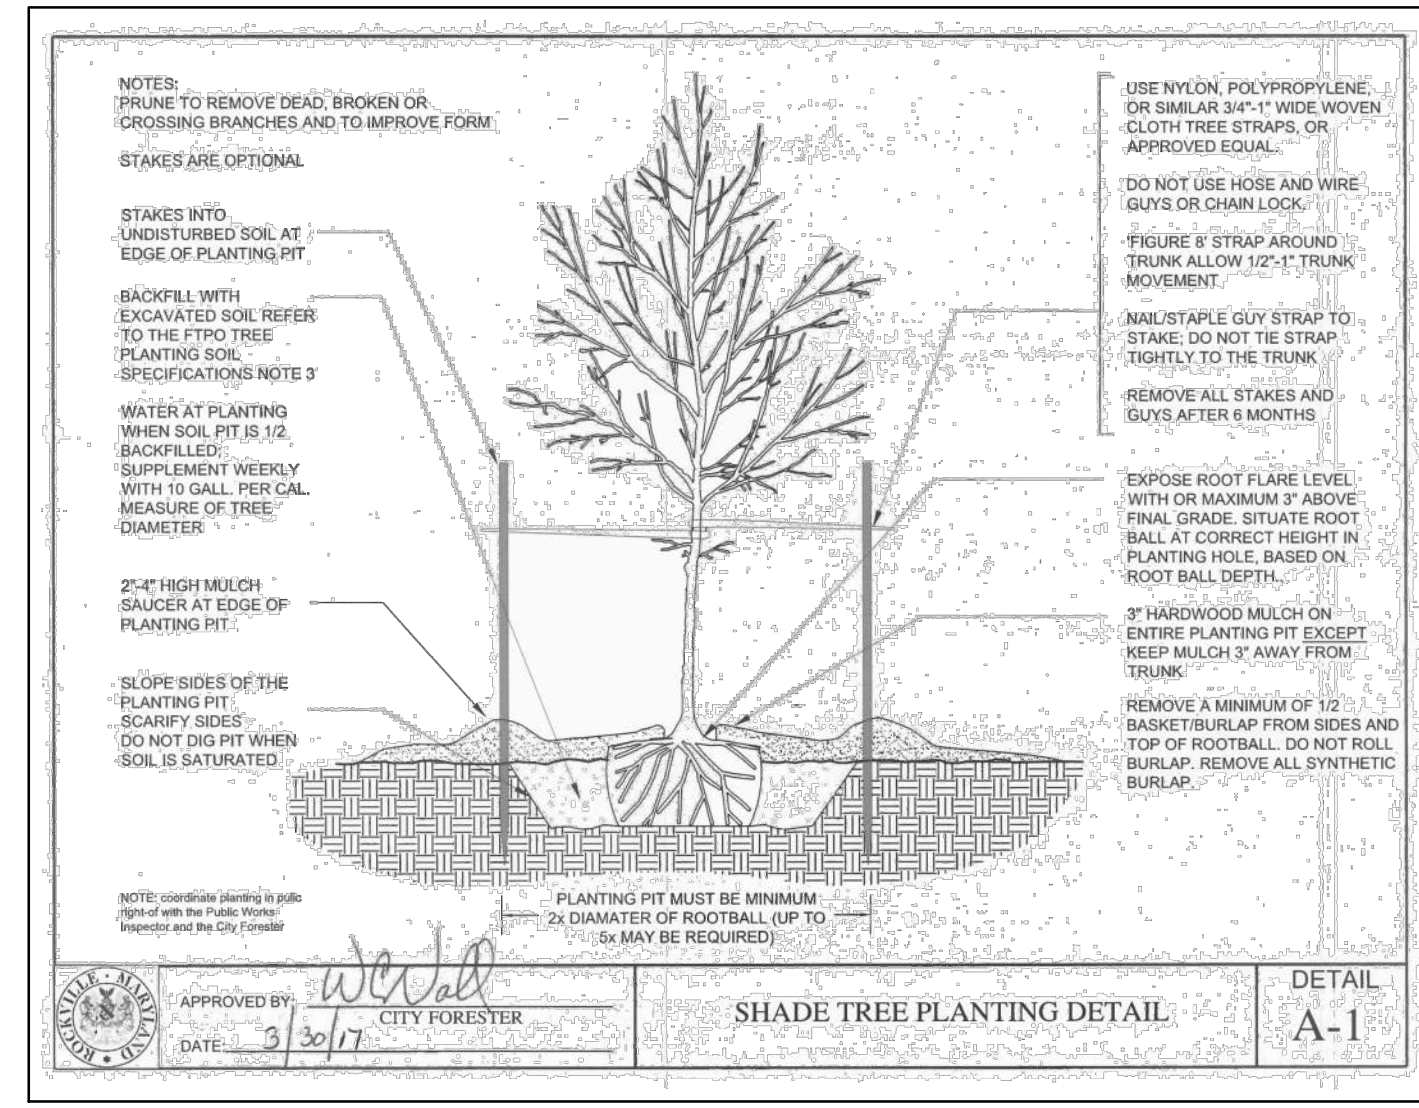 NOTES:
PRUNE TO REMOVE DEAD, BROKEN OR
CROSSING BRANCHES AND TO IMPROVE FORM
STAKES ARE OPTIONAL
STAKES INTO
UNDISTURBED SOIL AT
EDGE OF PLANTING PIT
BACKFILL WITH
EXCAVATED SOIL REFER
TO THE FTPO TREE
PLANTING SOIL
SPECIFICATIONS NOTE 3
WATER AT PLANTING
WHEN SOIL PIT IS 1/2
BACKFILLED;
SUPPLEMENT WEEKLY
WITH 10 GALL. PER CAL.
MEASURE OF TREE
DIAMETER
2"-4" HIGH MULCH
SAUCER AT EDGE OF
PLANTING PIT
SLOPE SIDES OF THE
PLANTING PIT
SCARIFY SIDES
DO NOT DIG PIT WHEN
SOIL IS SATURATED
USE NYLON, POLYPROPYLENE,
OR SIMILAR 3/4"-1" WIDE WOVEN
CLOTH TREE STRAPS, OR
APPROVED EQUAL.
DO NOT USE HOSE AND WIRE
GUYS OR CHAIN LOCK.
'FIGURE 8' STRAP AROUND
TRUNK ALLOW 1/2"-1" TRUNK
MOVEMENT
NAIL/STAPLE GUY STRAP TO
STAKE; DO NOT TIE STRAP
TIGHTLY TO THE TRUNK
REMOVE ALL STAKES AND
GUYS AFTER 6 MONTHS
EXPOSE ROOT FLARE LEVEL
WITH OR MAXIMUM 3" ABOVE
FINAL GRADE. SITUATE ROOT
BALL AT CORRECT HEIGHT IN
PLANTING HOLE, BASED ON
ROOT BALL DEPTH.
3" HARDWOOD MULCH ON
ENTIRE PLANTING PIT EXCEPT
KEEP MULCH 3" AWAY FROM
TRUNK
REMOVE A MINIMUM OF 1/2
BASKET/BURLAP FROM SIDES AND
TOP OF ROOTBALL. DO NOT ROLL
BURLAP. REMOVE ALL SYNTHETIC
BURLAP.
NOTE: coordinate planting in pulic
right-of with the Public Works
Inspector and the City Forester
PLANTING PIT MUST BE MINIMUM
2x DIAMATER OF ROOTBALL (UP TO
5x MAY BE REQUIRED)
ROCKVILLE • MARYLAND
APPROVED BY: WCWall
CITY FORESTER
DATE: 3/30/17
SHADE TREE PLANTING DETAIL
DETAIL
A-1